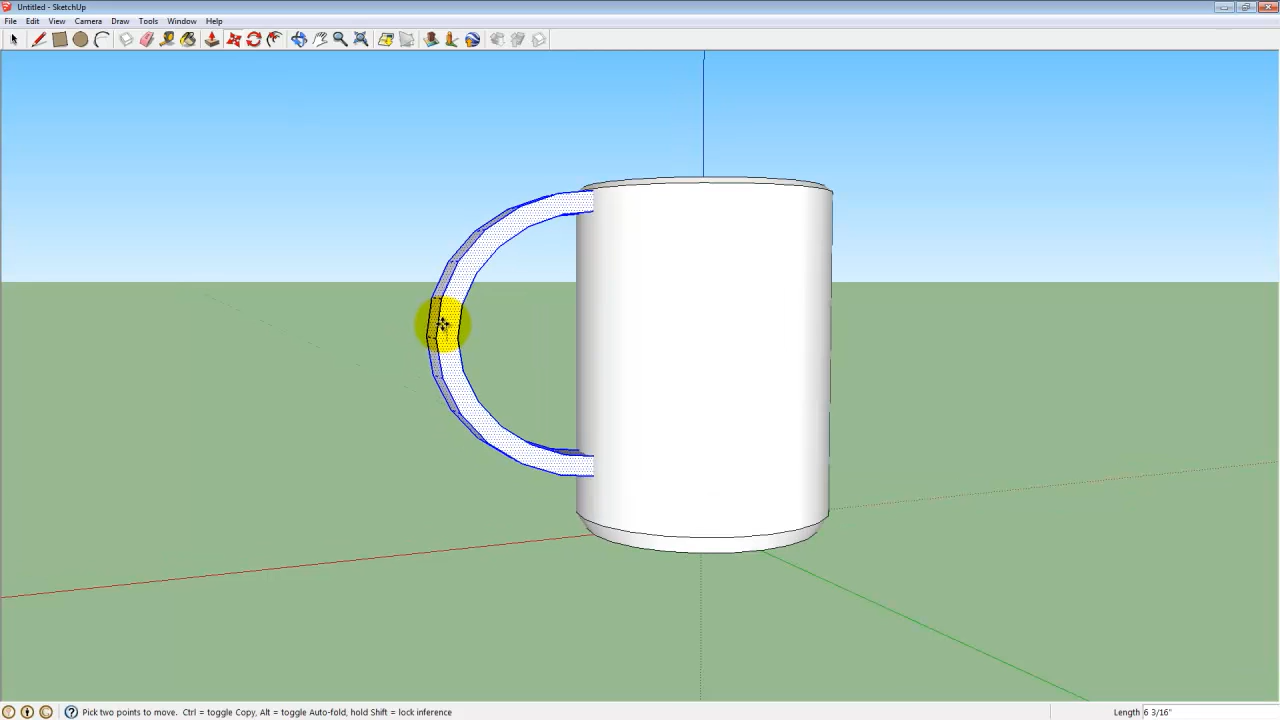 Untitled - SketchUp
File Edit View Camera Draw Tools Window Help
Pick two points to move. Ctrl = toggle Copy, Alt = toggle Auto-fold, hold Shift = lock inference Length 6 3/16"